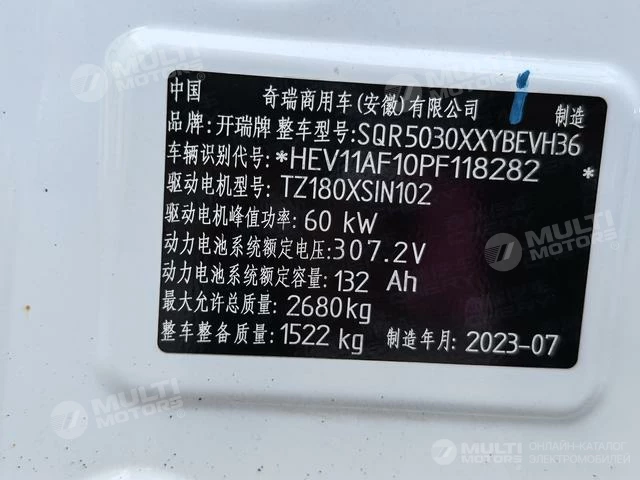 中国 奇瑞商用车(安徽)有限公司 制造
品牌: 开瑞牌 整车型号: SQR5030XXYBEVH36
车辆识别代号: *HEV11AF10PF118282*
驱动电机型号: TZ180XSIN102
驱动电机峰值功率: 60 kW
动力电池系统额定电压: 307.2V
动力电池系统额定容量: 132 Ah
最大允许总质量: 2680kg
整车整备质量: 1522 kg 制造年月: 2023-07
MULTI MOTORS
MULTI MOTORS
MULTI MOTORS
MULTI MOTORS
MULTI MOTORS ОНЛАЙН-КАТАЛОГ ЭЛЕКТРОМОБИЛЕЙ